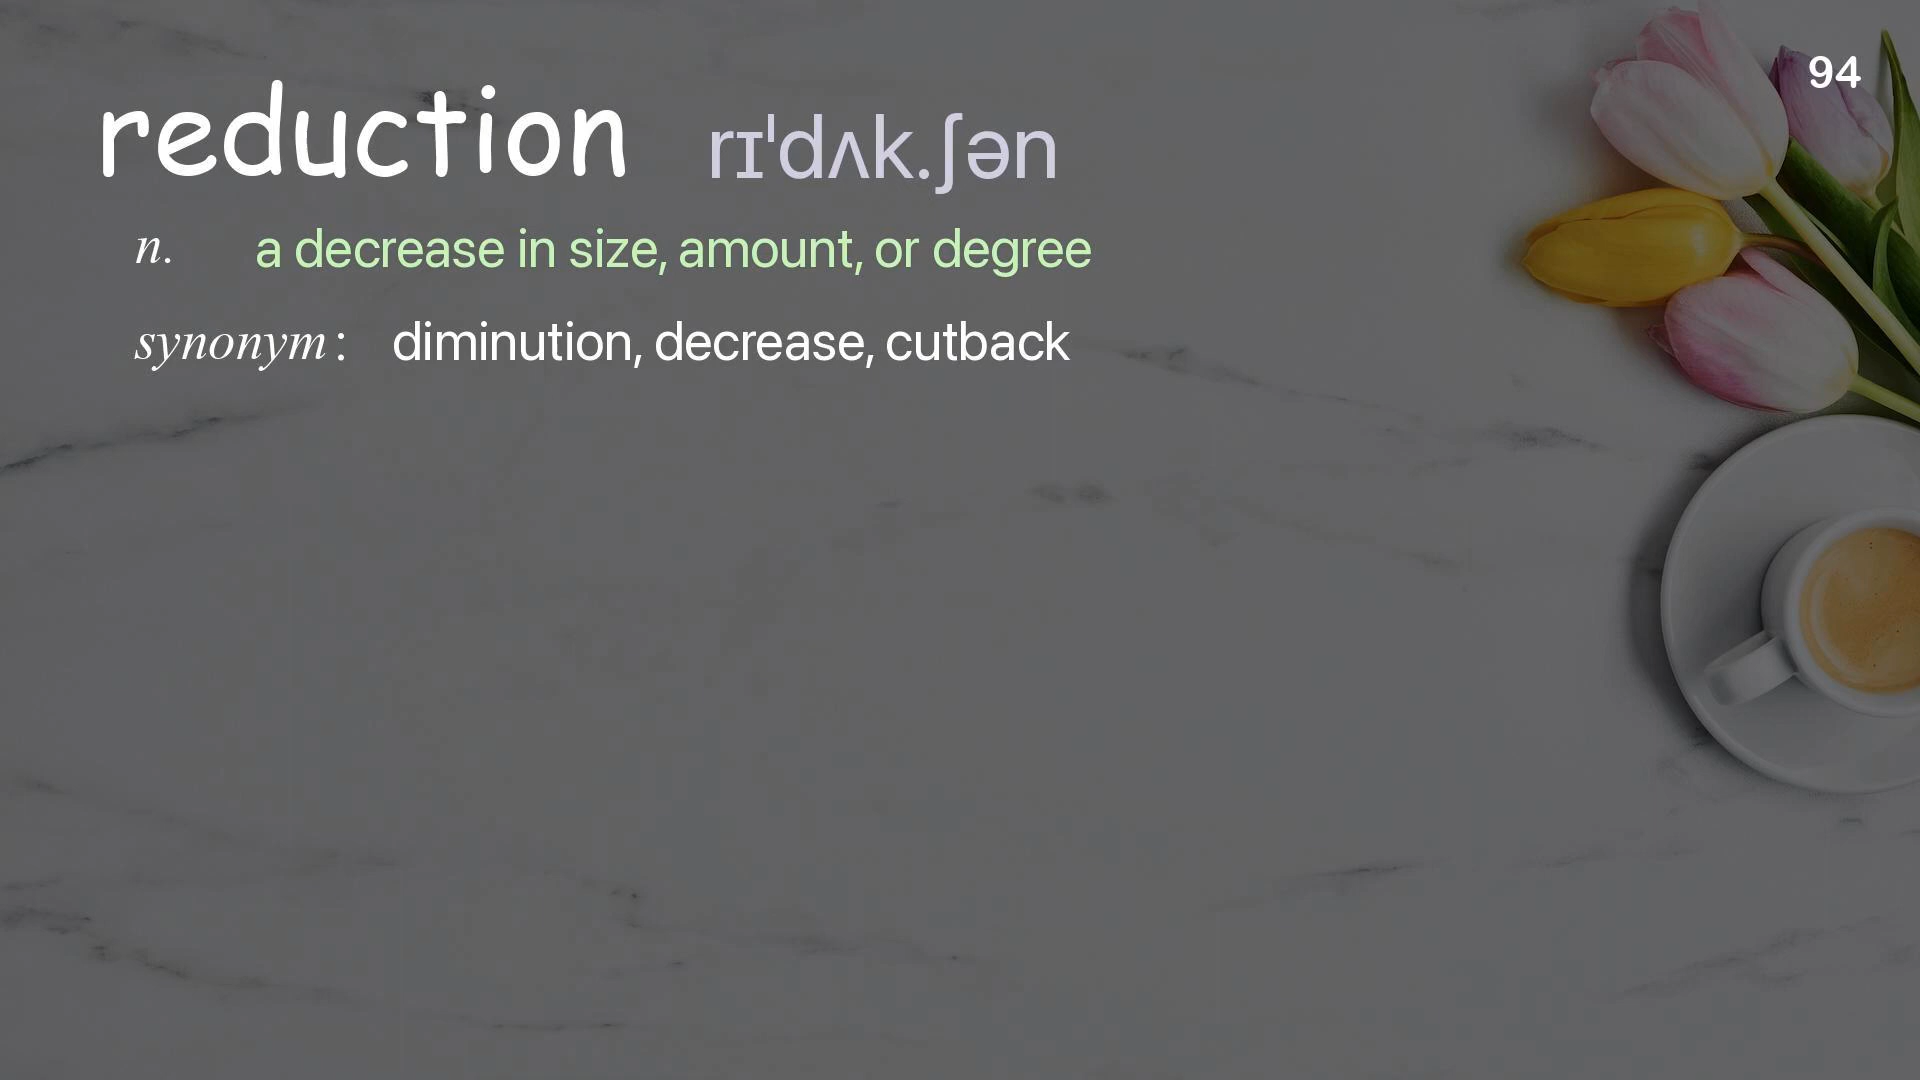 94
reduction rɪˈdʌk.ʃən
n. a decrease in size, amount, or degree
synonym: diminution, decrease, cutback